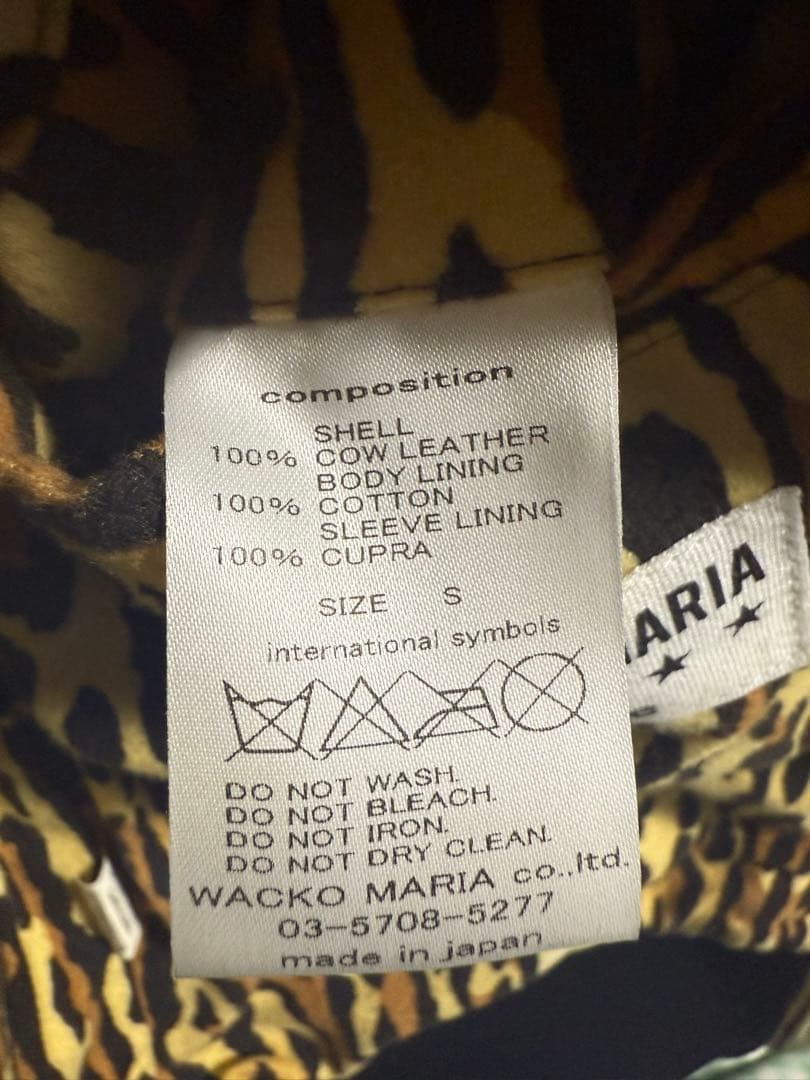 composition
SHELL
100% COW LEATHER
BODY LINING
100% COTTON
SLEEVE LINING
100% CUPRA
SIZE S
international symbols
DO NOT WASH.
DO NOT BLEACH.
DO NOT IRON.
DO NOT DRY CLEAN.
WACKO MARIA co.,ltd.
03-5708-5277
made in japan
MARIA
S